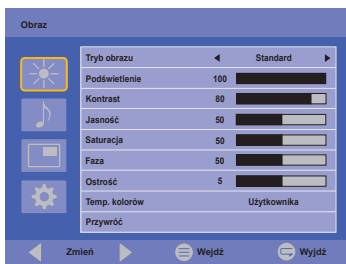 Obraz
Tryb obrazu Standard
Podświetlenie 100
Kontrast 80
Jasność 50
Saturacja 50
Faza 50
Ostrość 5
Temp. kolorów Użytkownika
Przywróć
Zmień Wejdź Wyjdź